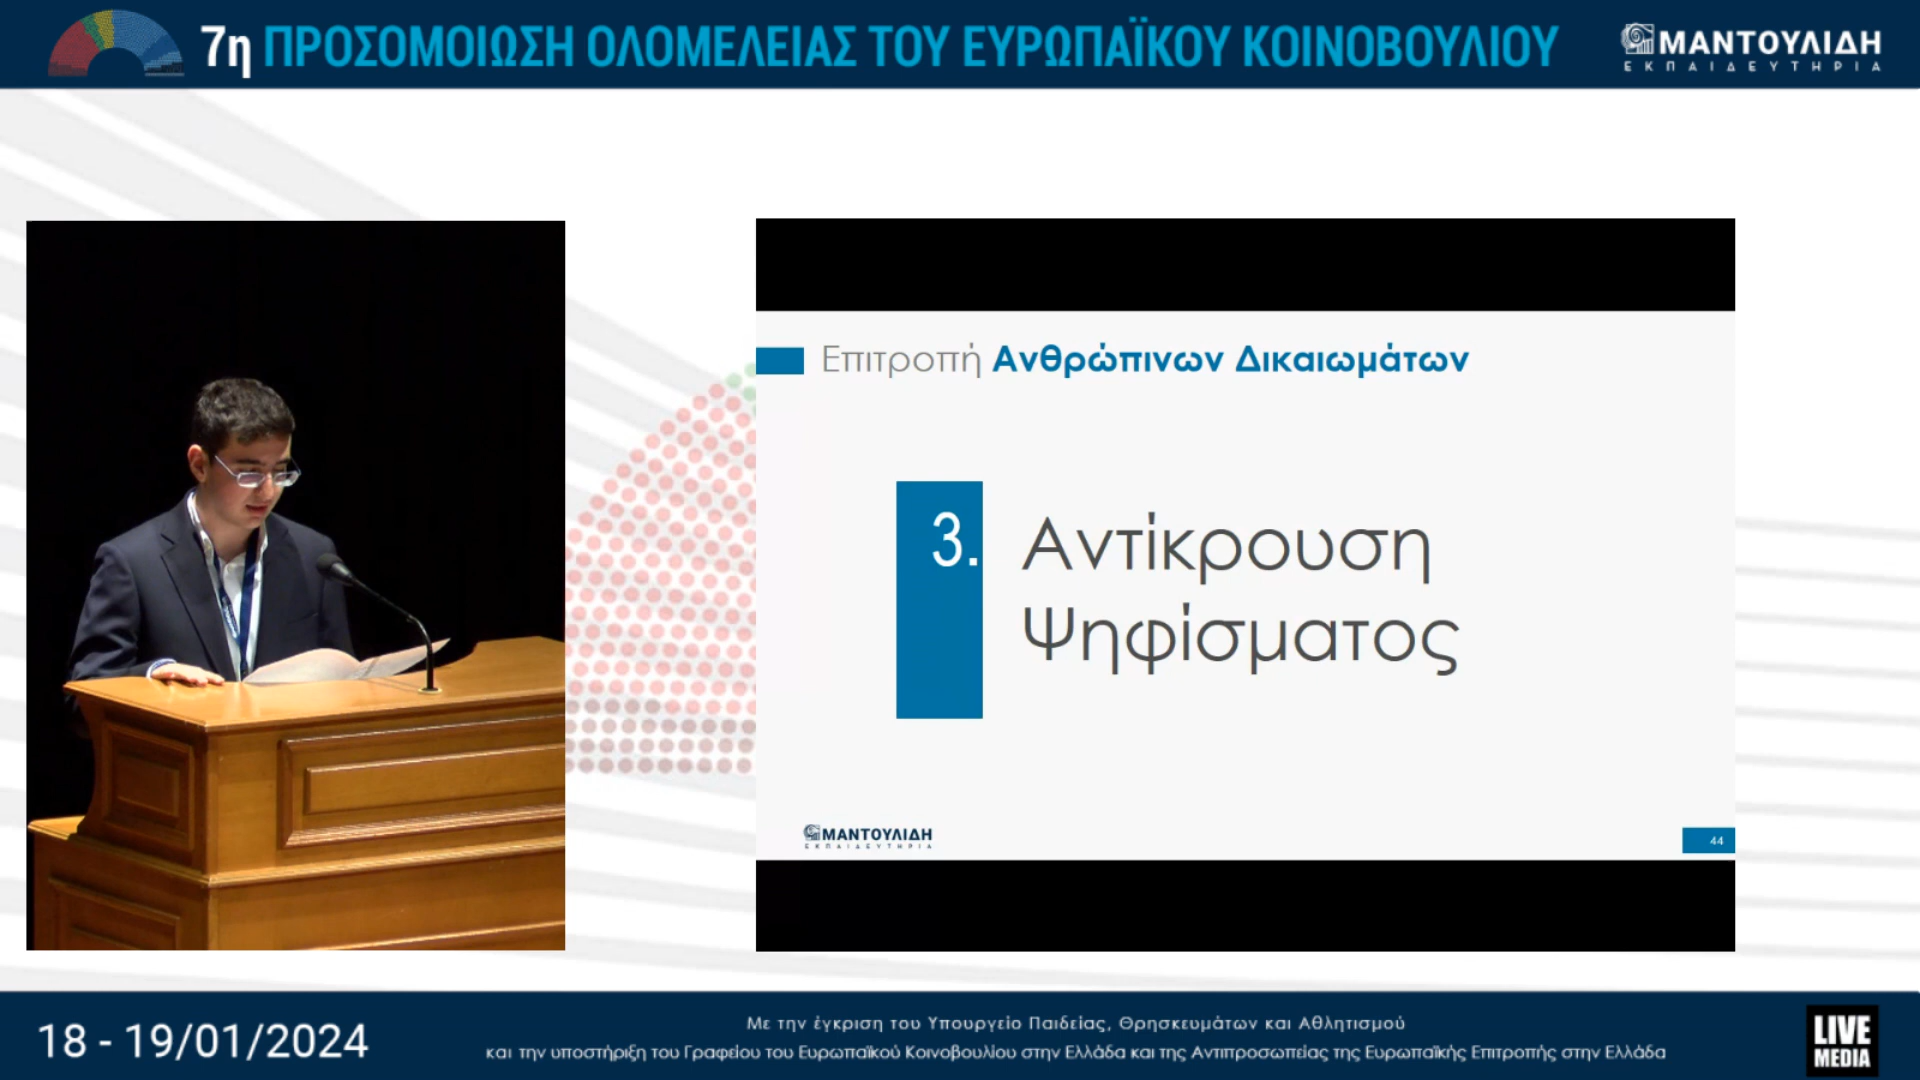 7η ΠΡΟΣΟΜΟΙΩΣΗ ΟΛΟΜΕΛΕΙΑΣ ΤΟΥ ΕΥΡΩΠΑΪΚΟΥ ΚΟΙΝΟΒΟΥΛΙΟΥ
ΜΑΝΤΟΥΛΙΔΗ
ΕΚΠΑΙΔΕΥΤΗΡΙΑ
Επιτροπή Ανθρώπινων Δικαιωμάτων
3. Αντίκρουση
Ψηφίσματος
ΜΑΝΤΟΥΛΙΔΗ
ΕΚΠΑΙΔΕΥΤΗΡΙΑ
44
18 - 19/01/2024
Με την έγκριση του Υπουργείο Παιδείας, Θρησκευμάτων και Αθλητισμού
και την υποστήριξη του Γραφείου του Ευρωπαϊκού Κοινοβουλίου στην Ελλάδα και της Αντιπροσωπείας της Ευρωπαϊκής Επιτροπής στην Ελλάδα
LIVE
MEDIA